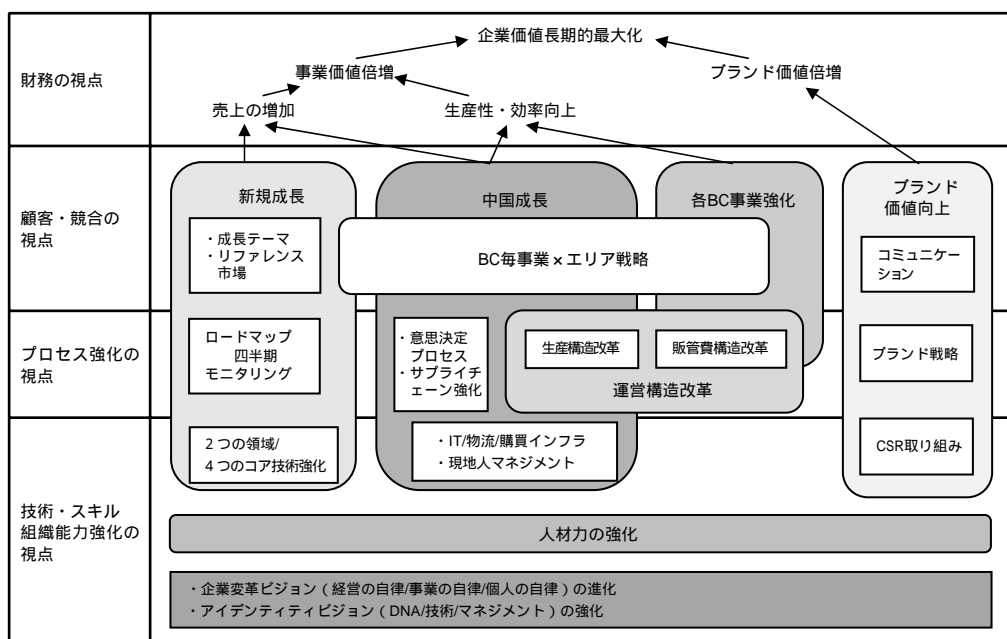 財務の視点
企業価値長期的最大化
事業価値倍増
ブランド価値倍増
売上の増加
生産性・効率向上
顧客・競合の
視点
新規成長
・成長テーマ
・リファレンス
市場
中国成長
各BC事業強化
BC毎事業×エリア戦略
ブランド
価値向上
コミュニケー
ション
プロセス強化の
視点
ロードマップ
四半期
モニタリング
・意思決定
プロセス
・サプライチ
ェーン強化
生産構造改革
販管費構造改革
運営構造改革
ブランド戦略
技術・スキル
組織能力強化の
視点
2つの領域/
4つのコア技術強化
・IT/物流/購買インフラ
・現地人マネジメント
CSR取り組み
人材力の強化
・企業変革ビジョン(経営の自律/事業の自律/個人の自律)の進化
・アイデンティティビジョン(DNA/技術/マネジメント)の強化